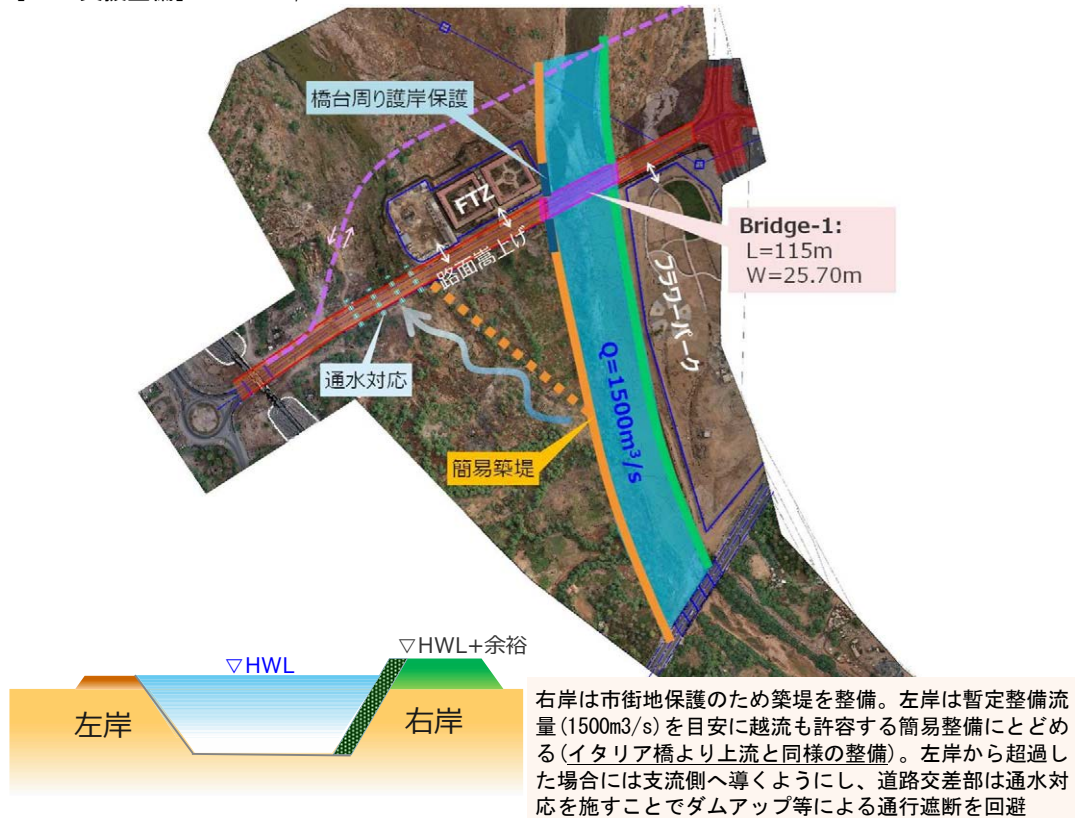 橋台周り護岸保護
FTZ
路面嵩上げ
Bridge-1:
L=115m
W=25.70m
フラワーパーク
通水対応
Q=1500m³/s
簡易築堤
▽HWL
▽HWL+余裕
左岸
右岸
右岸は市街地保護のため築堤を整備。左岸は暫定整備流
量(1500m3/s)を目安に越流も許容する簡易整備にとどめ
る(イタリア橋より上流と同様の整備)。左岸から超過し
た場合には支流側へ導くようにし、道路交差部は通水対
応を施すことでダムアップ等による通行遮断を回避